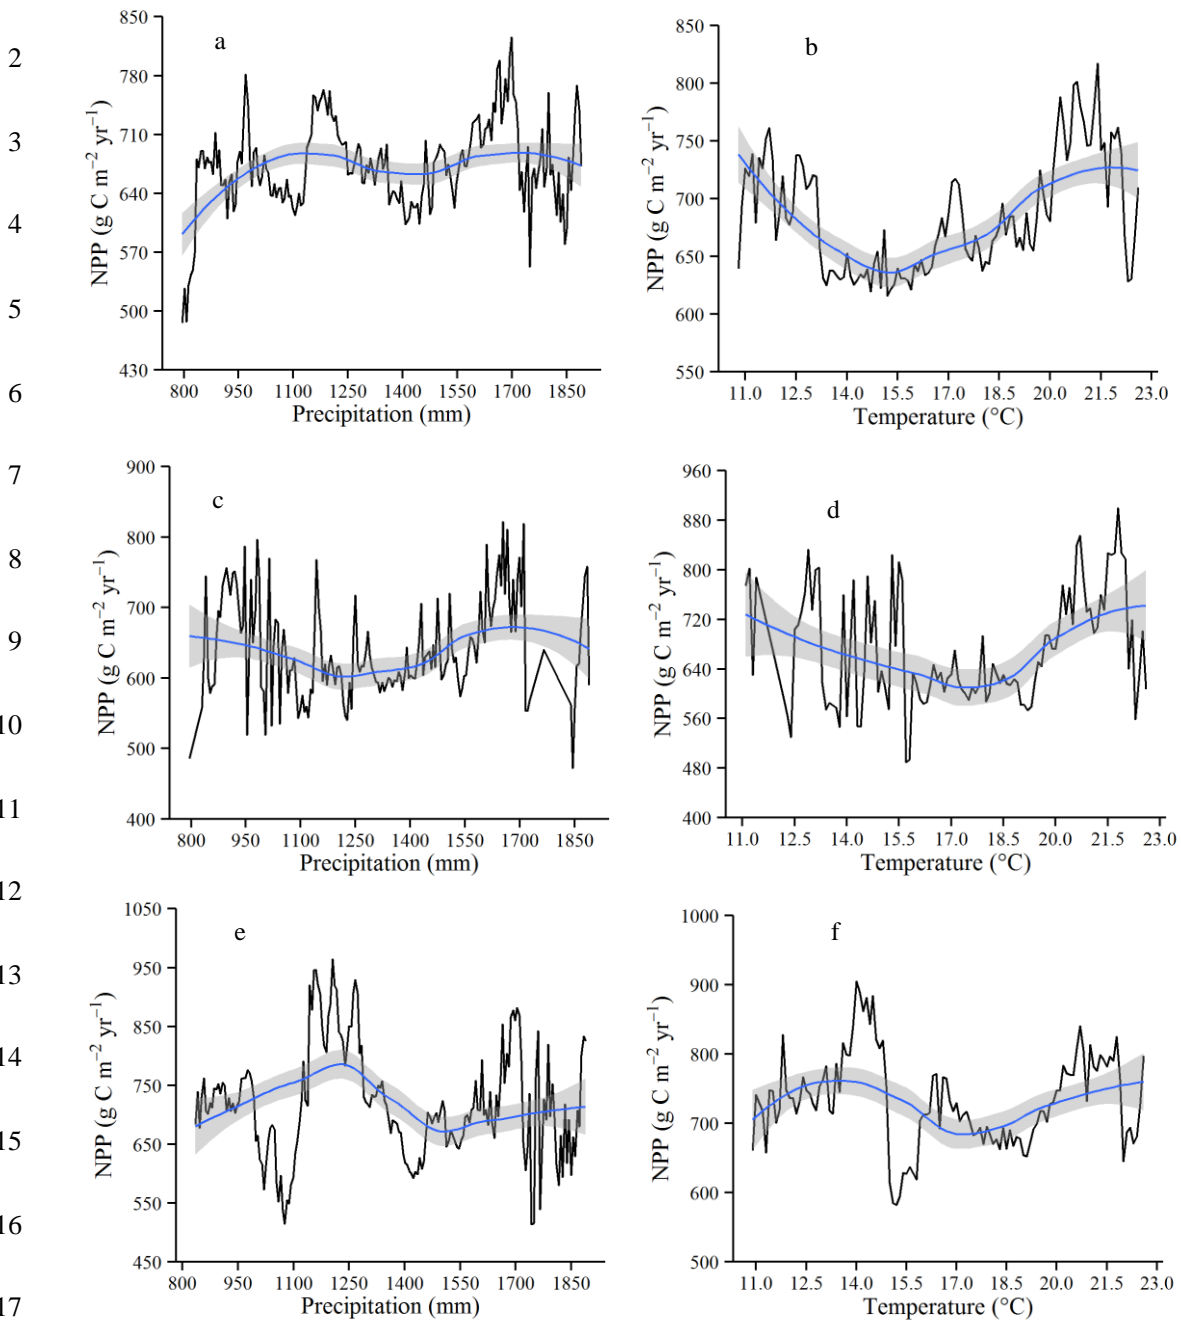 2
3
4
5
6
7
8
9
10
11
12
13
14
15
16
17
a
850
780
710
640
570
500
430
NPP (g C m⁻² yr⁻¹)
800 950 1100 1250 1400 1550 1700 1850
Precipitation (mm)
b
850
800
750
700
650
600
550
NPP (g C m⁻² yr⁻¹)
11.0 12.5 14.0 15.5 17.0 18.5 20.0 21.5 23.0
Temperature (°C)
c
900
800
700
600
500
400
NPP (g C m⁻² yr⁻¹)
800 950 1100 1250 1400 1550 1700 1850
Precipitation (mm)
d
960
880
800
720
640
560
480
400
NPP (g C m⁻² yr⁻¹)
11.0 12.5 14.0 15.5 17.0 18.5 20.0 21.5 23.0
Temperature (°C)
e
1050
950
850
750
650
550
450
NPP (g C m⁻² yr⁻¹)
800 950 1100 1250 1400 1550 1700 1850
Precipitation (mm)
f
1000
900
800
700
600
500
NPP (g C m⁻² yr⁻¹)
11.0 12.5 14.0 15.5 17.0 18.5 20.0 21.5 23.0
Temperature (°C)